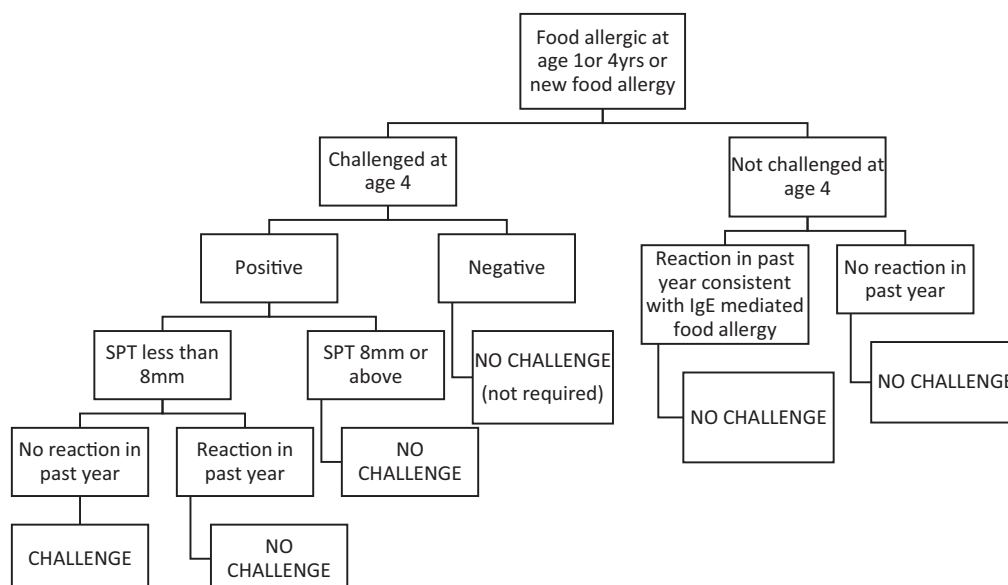 Food allergic at
age 1or 4yrs or
new food allergy
Challenged at
age 4
Not challenged at
age 4
Positive
Negative
Reaction in past
year consistent
with IgE mediated
food allergy
No reaction in
past year
SPT less than
8mm
SPT 8mm or
above
NO CHALLENGE
(not required)
NO CHALLENGE
NO CHALLENGE
No reaction in
past year
Reaction in
past year
NO
CHALLENGE
CHALLENGE
NO
CHALLENGE